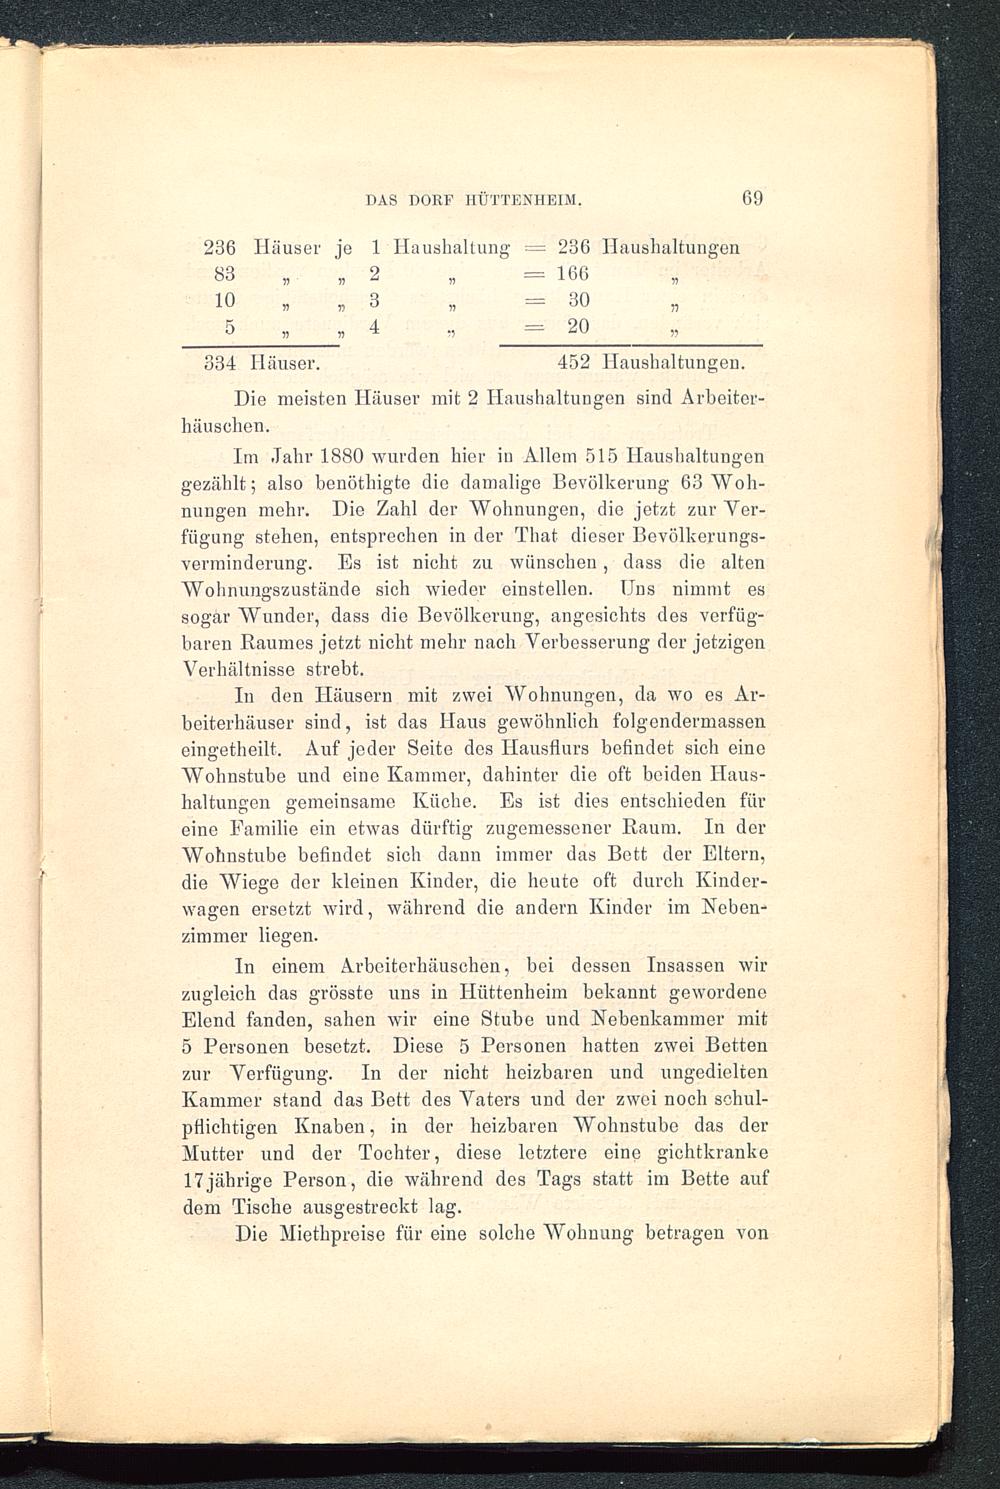 DAS DORF HÜTTENHEIM. 69
236 Häuser je 1 Haushaltung = 236 Haushaltungen
83 „ „ 2 „ = 166 „
10 „ „ 3 „ = 30 „
5 „ „ 4 „ = 20 „
334 Häuser. 452 Haushaltungen.
Die meisten Häuser mit 2 Haushaltungen sind Arbeiter-
häuschen.
Im Jahr 1880 wurden hier in Allem 515 Haushaltungen
gezählt; also benöthigte die damalige Bevölkerung 63 Woh-
nungen mehr. Die Zahl der Wohnungen, die jetzt zur Ver-
fügung stehen, entsprechen in der That dieser Bevölkerungs-
verminderung. Es ist nicht zu wünschen, dass die alten
Wohnungszustände sich wieder einstellen. Uns nimmt es
sogar Wunder, dass die Bevölkerung, angesichts des verfüg-
baren Raumes jetzt nicht mehr nach Verbesserung der jetzigen
Verhältnisse strebt.
In den Häusern mit zwei Wohnungen, da wo es Ar-
beiterhäuser sind, ist das Haus gewöhnlich folgendermassen
eingetheilt. Auf jeder Seite des Hausflurs befindet sich eine
Wohnstube und eine Kammer, dahinter die oft beiden Haus-
haltungen gemeinsame Küche. Es ist dies entschieden für
eine Familie ein etwas dürftig zugemessener Raum. In der
Wohnstube befindet sich dann immer das Bett der Eltern,
die Wiege der kleinen Kinder, die heute oft durch Kinder-
wagen ersetzt wird, während die andern Kinder im Neben-
zimmer liegen.
In einem Arbeiterhäuschen, bei dessen Insassen wir
zugleich das grösste uns in Hüttenheim bekannt gewordene
Elend fanden, sahen wir eine Stube und Nebenkammer mit
5 Personen besetzt. Diese 5 Personen hatten zwei Betten
zur Verfügung. In der nicht heizbaren und ungedielten
Kammer stand das Bett des Vaters und der zwei noch schul-
pflichtigen Knaben, in der heizbaren Wohnstube das der
Mutter und der Tochter, diese letztere eine gichtkranke
17jährige Person, die während des Tags statt im Bette auf
dem Tische ausgestreckt lag.
Die Miethpreise für eine solche Wohnung betragen von